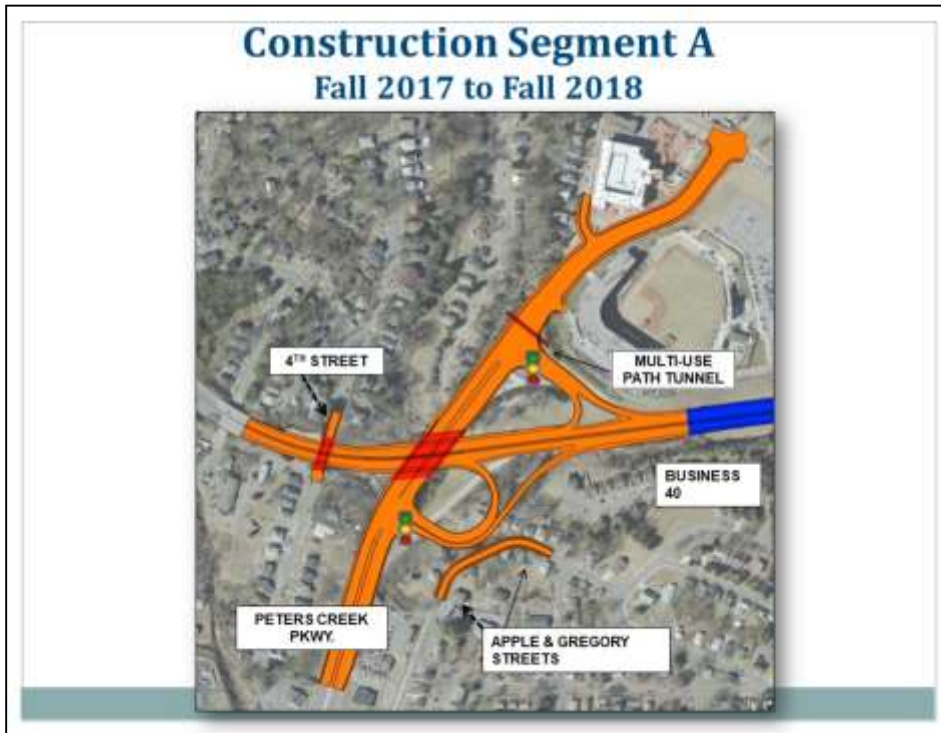 Construction Segment A
Fall 2017 to Fall 2018
4TH STREET
MULTI-USE
PATH TUNNEL
BUSINESS
40
PETERS CREEK
PKWY.
APPLE & GREGORY
STREETS